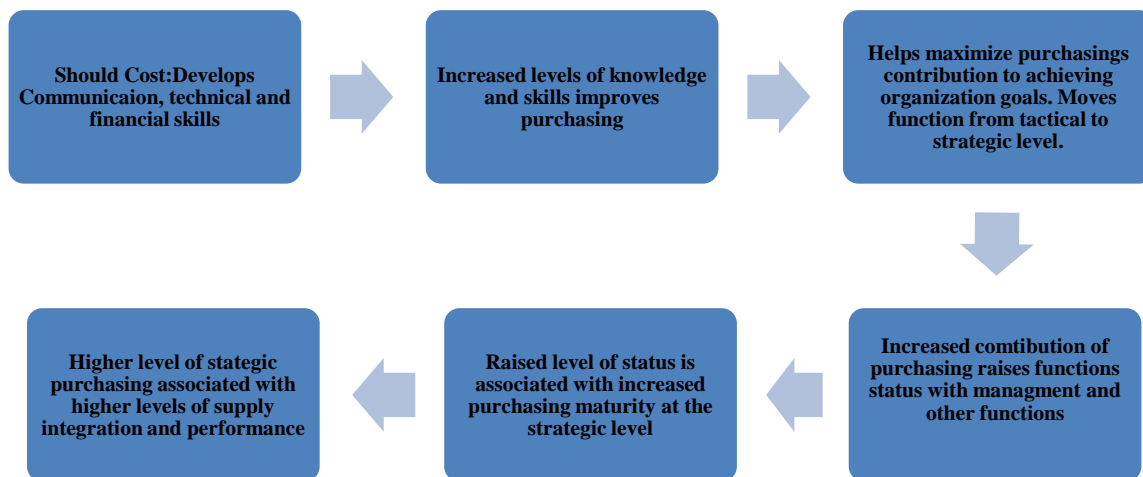 Should Cost:Develops
Communicaion, technical and
financial skills
Increased levels of knowledge
and skills improves
purchasing
Helps maximize purchasings
contribution to achieving
organization goals. Moves
function from tactical to
strategic level.
Increased comtibution of
purchasing raises functions
status with managment and
other functions
Raised level of status is
associated with increased
purchasing maturity at the
strategic level
Higher level of stategic
purchasing associated with
higher levels of supply
integration and performance